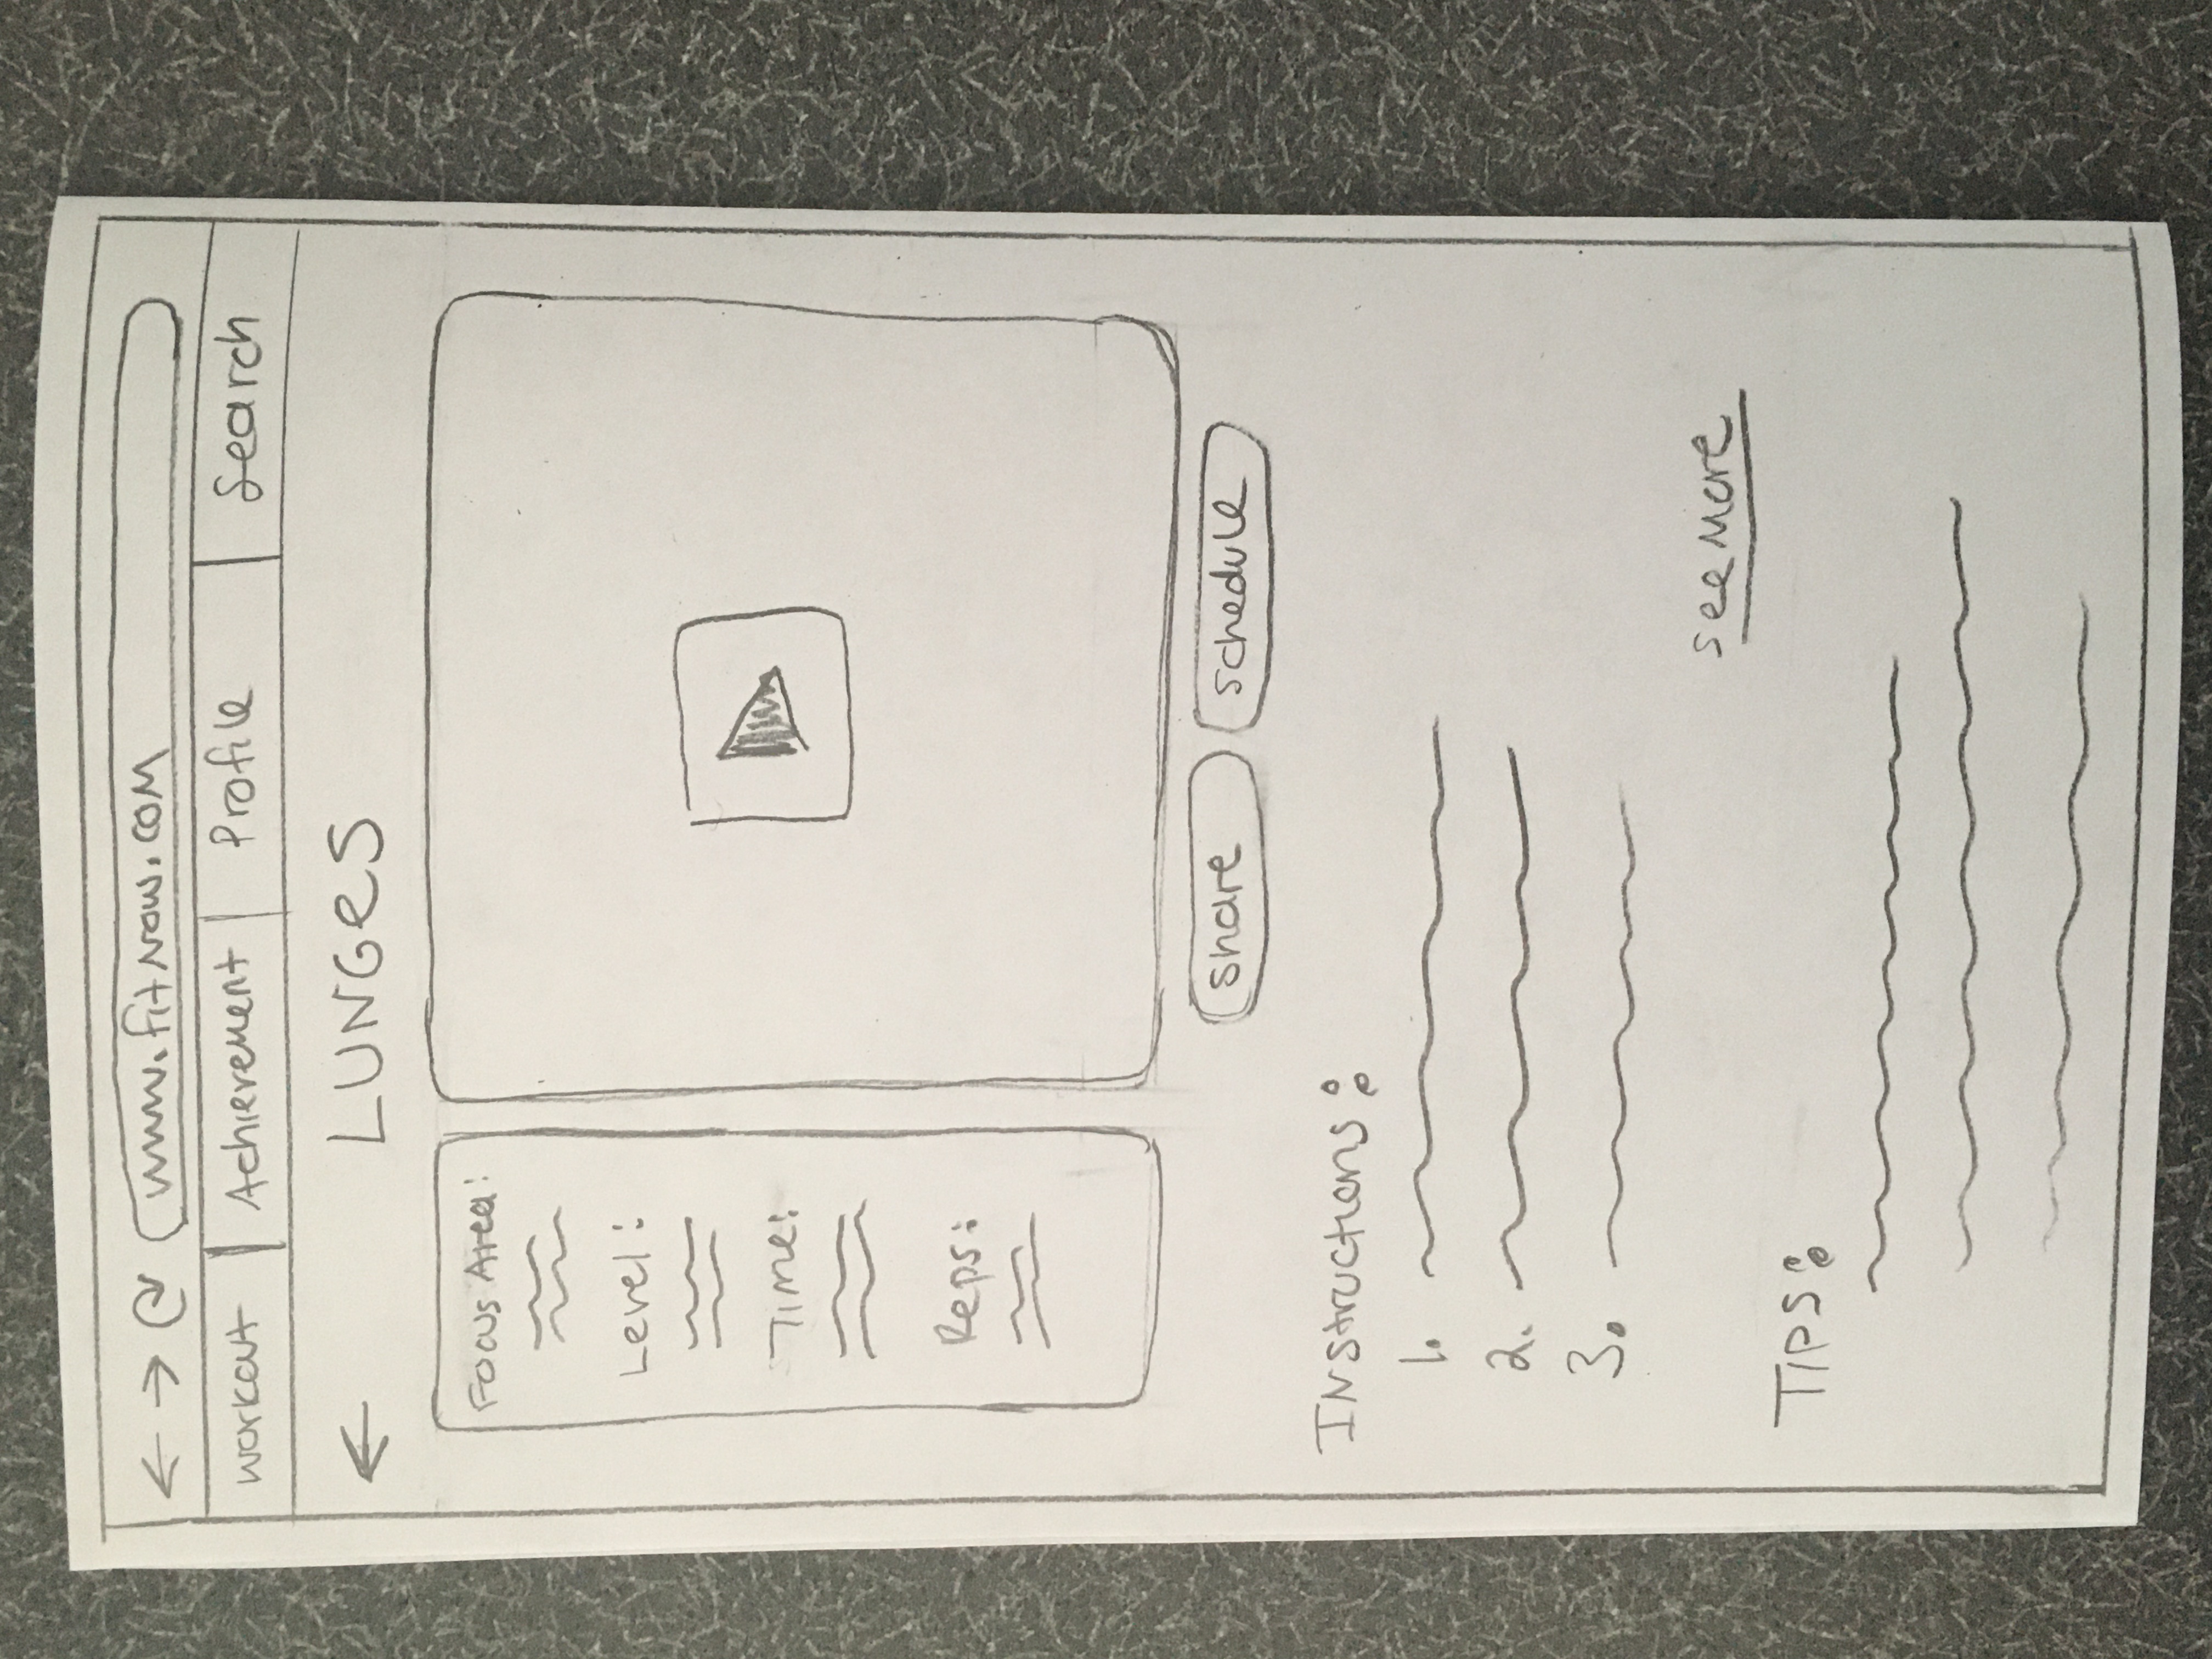 www.fitnow.com
Workout Achievement Profile Search
LUNGes
Focus Area:
Level:
Time:
Reps:
share schedule
Instructions:
1.
2.
3.
see more
TIPS: